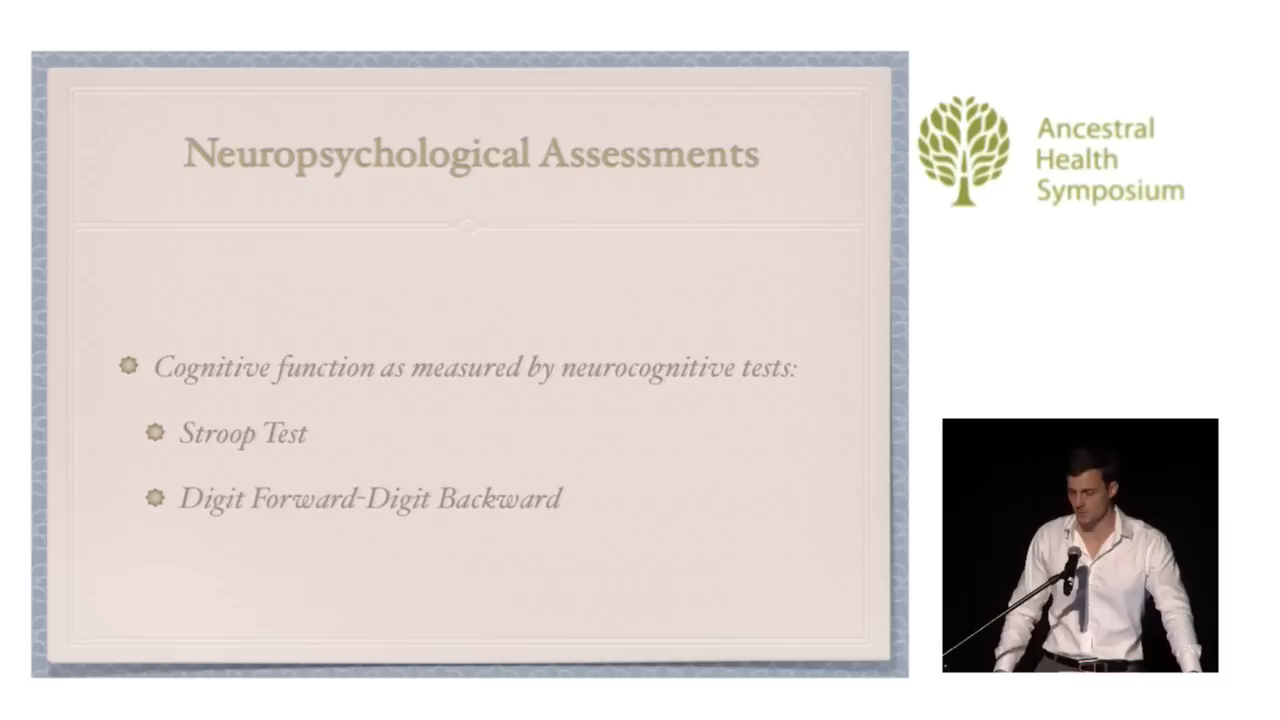 Neuropsychological Assessments
Cognitive function as measured by neurocognitive tests:
Stroop Test
Digit Forward-Digit Backward
Ancestral
Health
Symposium